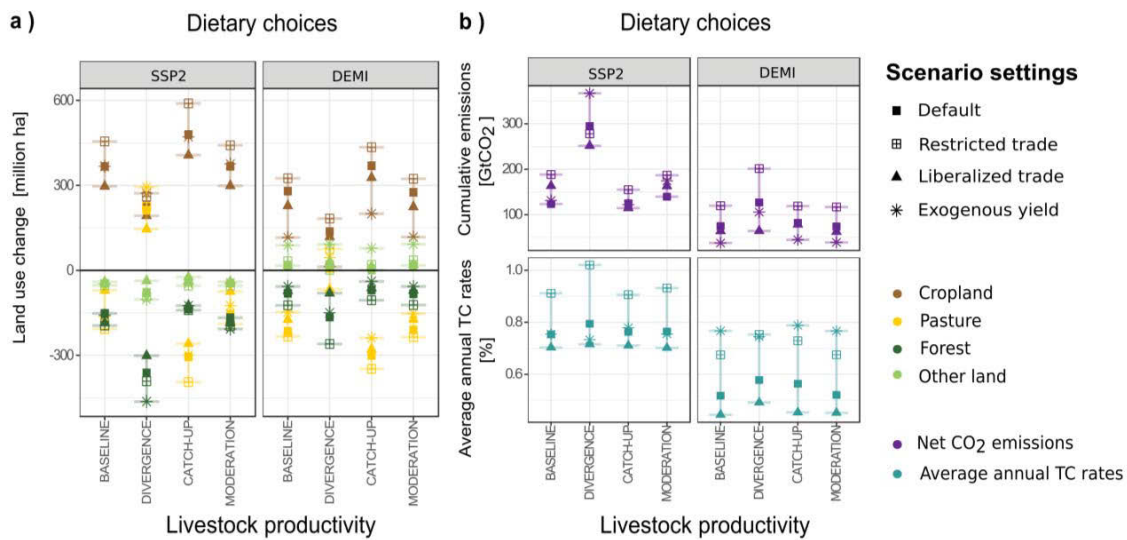 a )
Dietary choices
SSP2
DEMI
Land use change [million ha]
600
300
0
-300
BASELINE
DIVERGENCE
CATCH-UP
MODERATION
BASELINE
DIVERGENCE
CATCH-UP
MODERATION
Livestock productivity
b )
Dietary choices
SSP2
DEMI
Cumulative emissions
[GtCO2]
300
200
100
Average annual TC rates
[%]
1.0
0.8
0.6
BASELINE
DIVERGENCE
CATCH-UP
MODERATION
BASELINE
DIVERGENCE
CATCH-UP
MODERATION
Livestock productivity
Scenario settings
Default
Restricted trade
Liberalized trade
Exogenous yield
Cropland
Pasture
Forest
Other land
Net CO2 emissions
Average annual TC rates